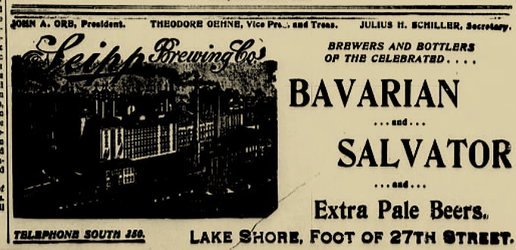 JOHN A. ORB, President. THEODORE OEHNE, Vice Pres. and Treas. JULIUS H. SCHILLER, Secretary.
Seipp Brewing Co
BREWERS AND BOTTLERS
OF THE CELEBRATED....
BAVARIAN
...and...
SALVATOR
...and...
Extra Pale Beers.
TELEPHONE SOUTH 350.
LAKE SHORE, FOOT OF 27TH STREET.